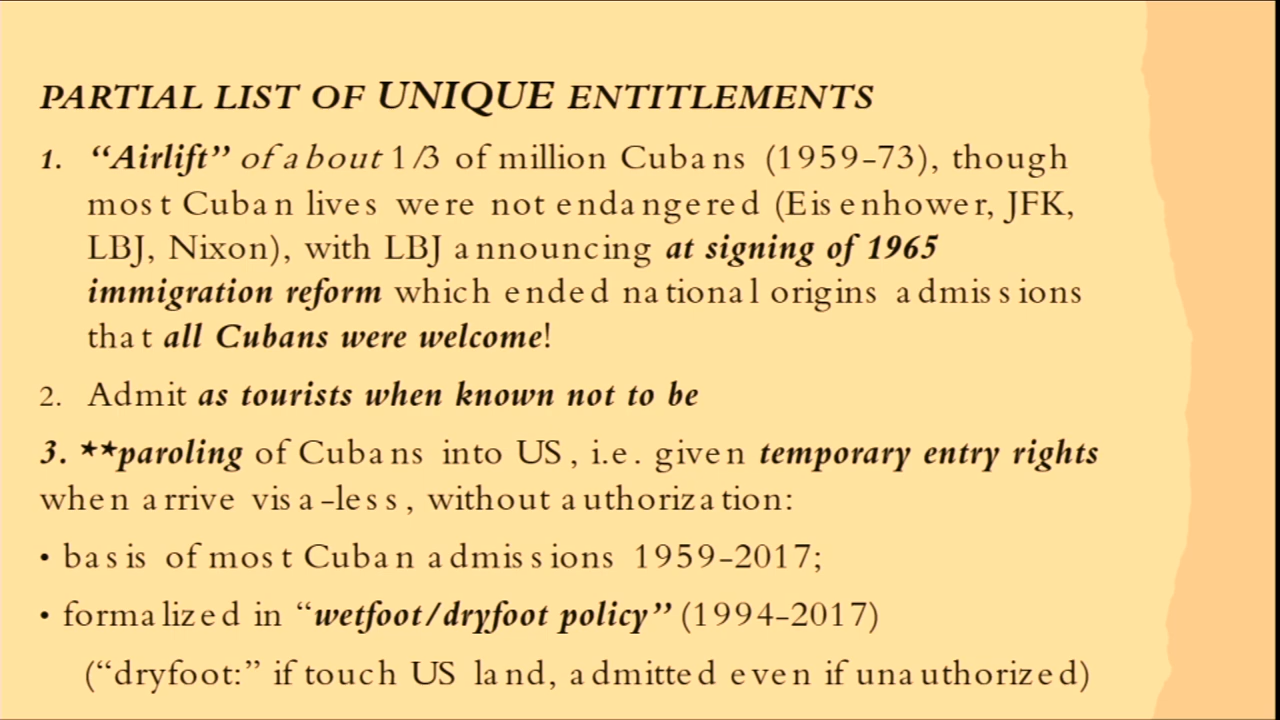 PARTIAL LIST OF UNIQUE ENTITLEMENTS
1. “Airlift” of about 1/3 of million Cubans (1959-73), though
most Cuban lives were not endangered (Eisenhower, JFK,
LBJ, Nixon), with LBJ announcing at signing of 1965
immigration reform which ended national origins admissions
that all Cubans were welcome!
2. Admit as tourists when known not to be
3. **paroling of Cubans into US, i.e. given temporary entry rights
when arrive visa-less, without authorization:
• basis of most Cuban admissions 1959-2017;
• formalized in “wetfoot/dryfoot policy” (1994-2017)
(“dryfoot:” if touch US land, admitted even if unauthorized)